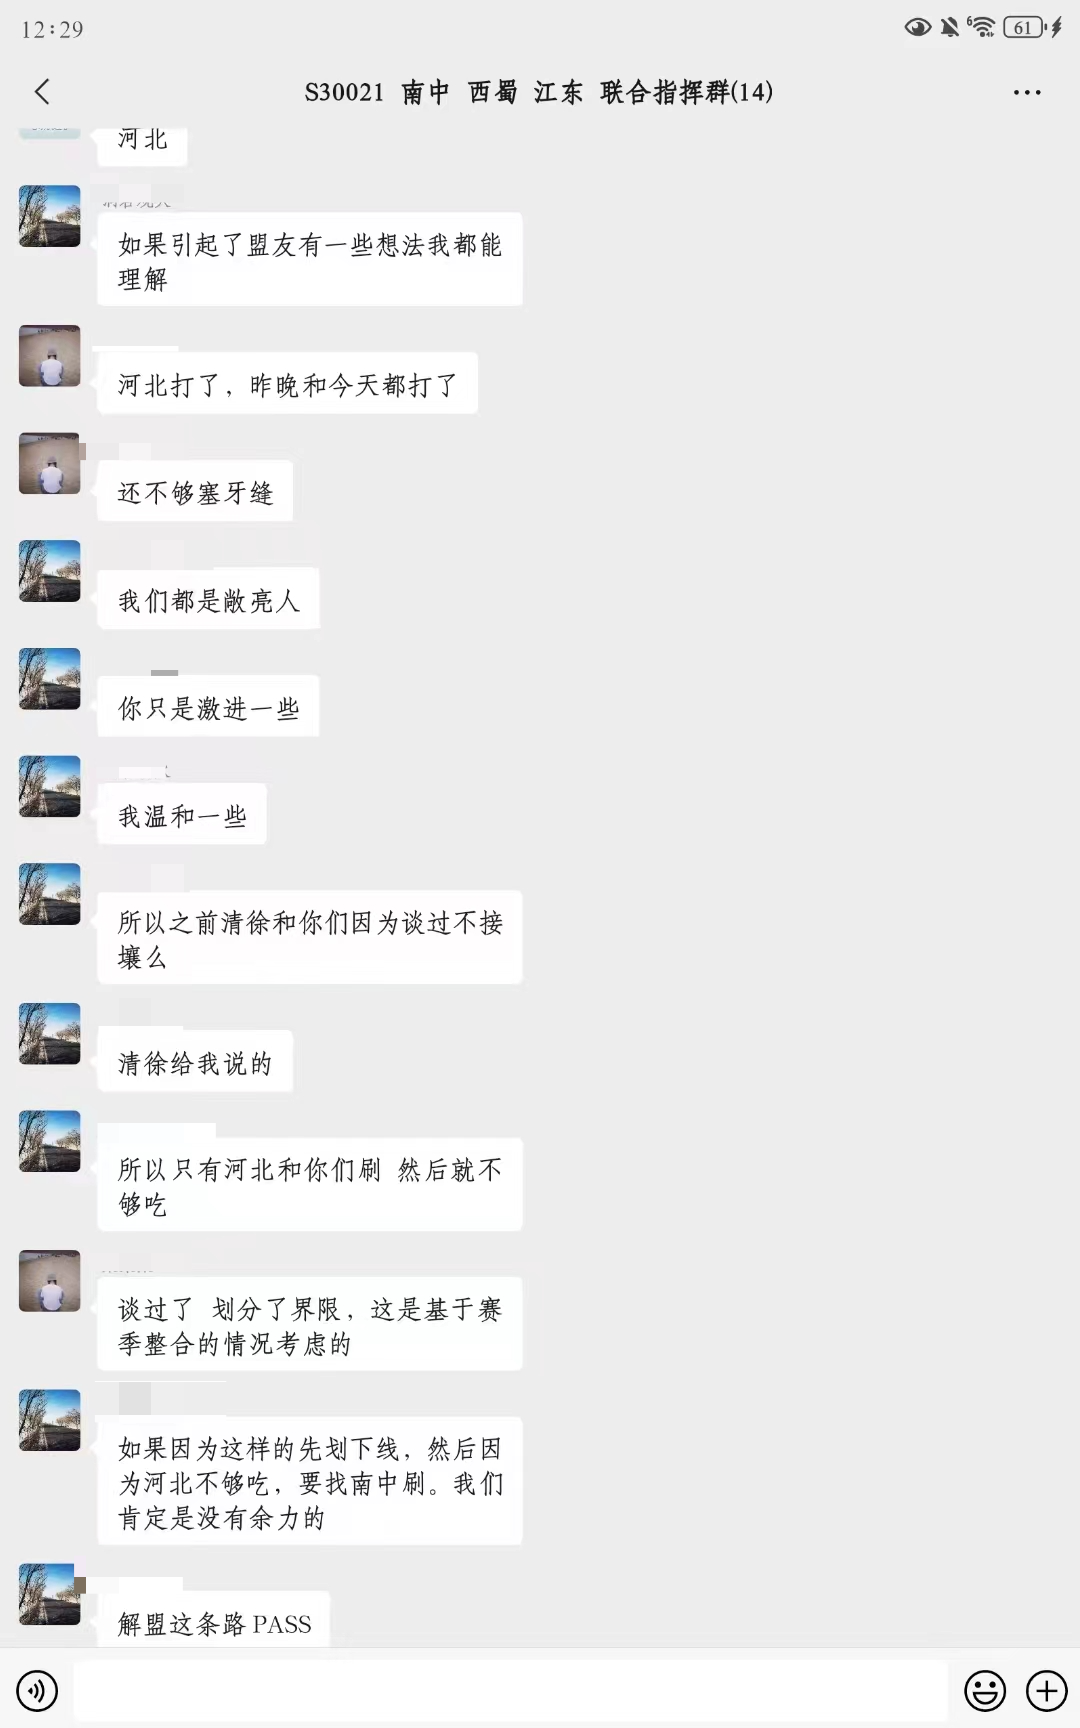 12:29
61
S30021 南中 西蜀 江东 联合指挥群(14)
河北
如果引起了盟友有一些想法我都能
理解
河北打了，昨晚和今天都打了
还不够塞牙缝
我们都是敞亮人
你只是激进一些
我温和一些
所以之前清徐和你们因为谈过不接
壤么
清徐给我说的
所以只有河北和你们刷 然后就不
够吃
谈过了 划分了界限，这是基于赛
季整合的情况考虑的
如果因为这样的先划下线，然后因
为河北不够吃，要找南中刷。我们
肯定是没有余力的
解盟这条路 PASS